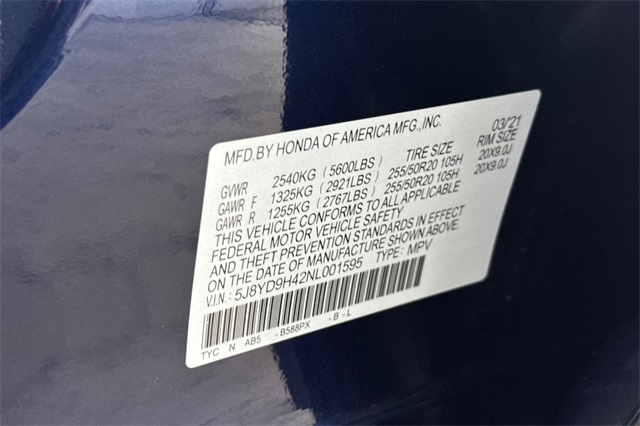 MFD.BY HONDA OF AMERICA MFG.,INC. 03/21
GVWR 2540KG (5600LBS) TIRE SIZE RIM SIZE
GAWR F 1325KG (2921LBS) 255/50R20 105H 20X9.0J
GAWR R 1255KG (2767LBS) 255/50R20 105H 20X9.0J
THIS VEHICLE CONFORMS TO ALL APPLICABLE
FEDERAL MOTOR VEHICLE SAFETY
AND THEFT PREVENTION STANDARDS IN EFFECT
ON THE DATE OF MANUFACTURE SHOWN ABOVE.
V.I.N.: 5J8YD9H42NL001595 TYPE: MPV
TYC N AB5 -B588PX -B-L